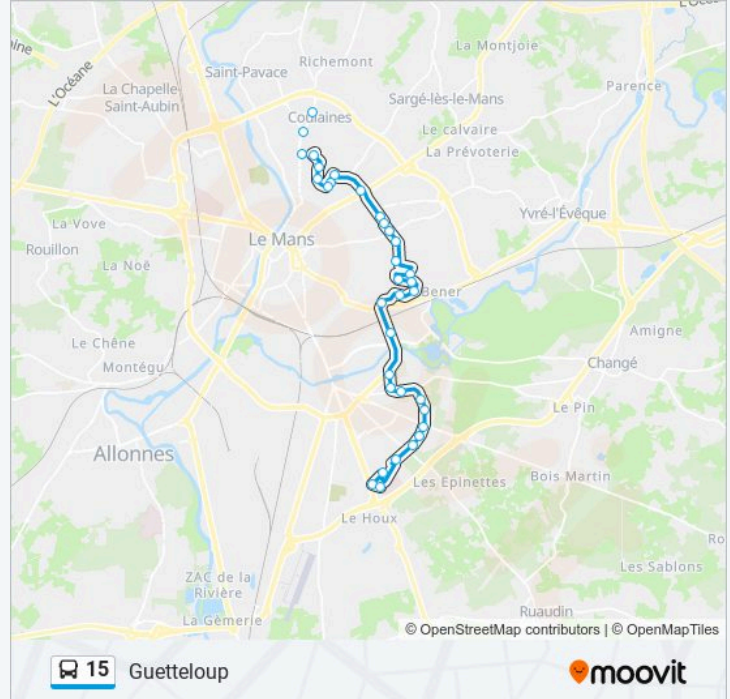 L'Océane
Richemont
La Montjoie
Saint-Pavace
L'Océane
La Chapelle-
Saint-Aubin
Parence
Sargé-lès-le-Mans
Coulaines
Le calvaire
La Prévoterie
Yvré-l'Évêque
La Vove
Le Mans
Rouillon
La Noë
Bener
Amigne
Le Chêne
Changé
Montégu
Le Pin
Allonnes
Bois Martin
Les Epinettes
Le Houx
Les Sablons
ZAC de la
Rivière
Ruaudin
La Gèmerie
© OpenStreetMap contributors | © OpenMapTiles
15 Guetteloup
moovit